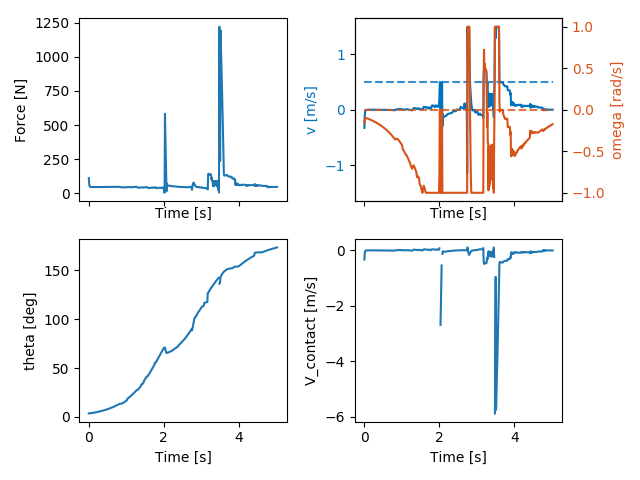 1250
1000
750
500
250
0
Force [N]
Time [s]
1
0
−1
v [m/s]
1.0
0.5
0.0
−0.5
−1.0
omega [rad/s]
Time [s]
150
100
50
0
theta [deg]
0 2 4
Time [s]
0
−2
−4
−6
V_contact [m/s]
0 2 4
Time [s]